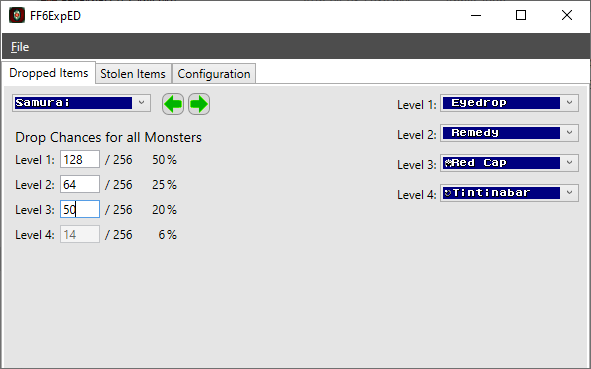 FF6ExpED
File
Dropped Items Stolen Items Configuration
Samurai Level 1: Eyedrop
Level 2: Remedy
Drop Chances for all Monsters
Level 1: 128 / 256 50 % Level 3: Red Cap
Level 2: 64 / 256 25 % Level 4: Tintinabar
Level 3: 50 / 256 20 %
Level 4: 14 / 256 6 %